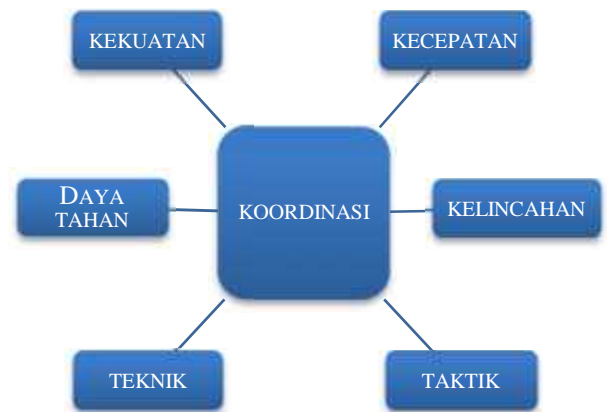 KEKUATAN
KECEPATAN
DAYA
TAHAN
KOORDINASI
KELINCAHAN
TEKNIK
TAKTIK